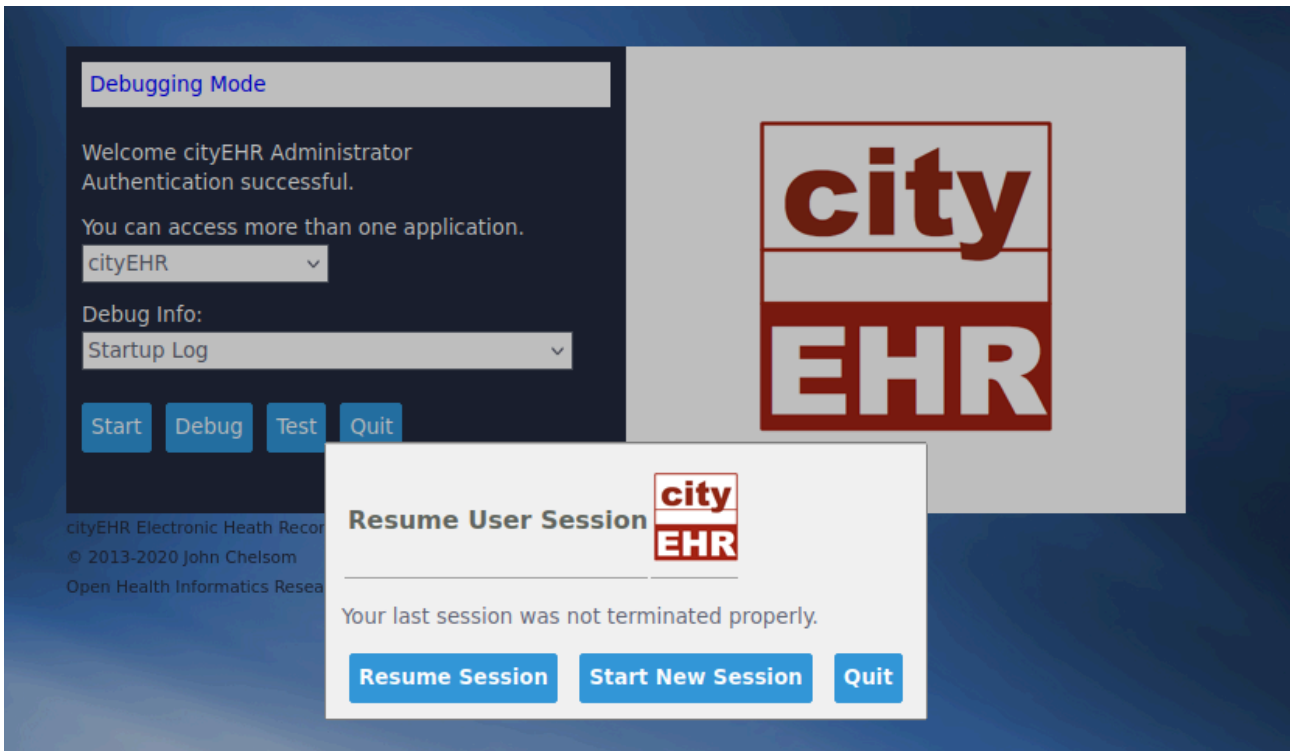 Debugging Mode
Welcome cityEHR Administrator
Authentication successful.
You can access more than one application.
cityEHR
Debug Info:
Startup Log
Start Debug Test Quit
city
EHR
cityEHR Electronic Heath Recor
© 2013-2020 John Chelsom
Open Health Informatics Resea
Resume User Session
city
EHR
Your last session was not terminated properly.
Resume Session Start New Session Quit